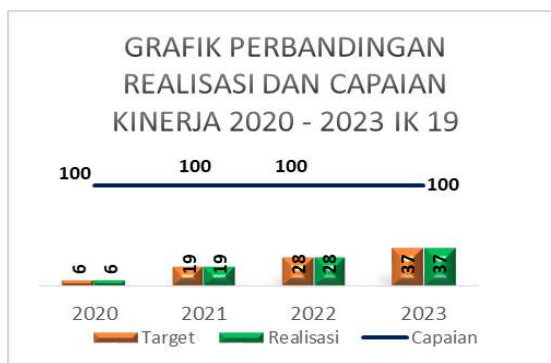 GRAFIK PERBANDINGAN
REALISASI DAN CAPAIAN
KINERJA 2020 - 2023 IK 19
100 100 100 100
6 6 19 19 28 28 37 37
2020 2021 2022 2023
Target Realisasi Capaian